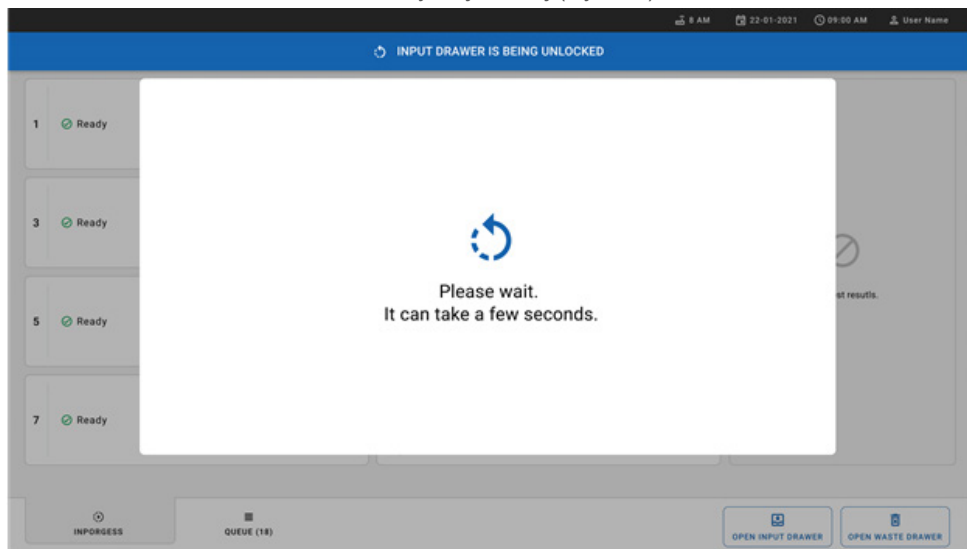 8 AM 22-01-2021 09:00 AM User Name
INPUT DRAWER IS BEING UNLOCKED
1 Ready
3 Ready
Please wait.
It can take a few seconds.
st resutls.
5 Ready
7 Ready
INPORGESS QUEUE (18) OPEN INPUT DRAWER OPEN WASTE DRAWER